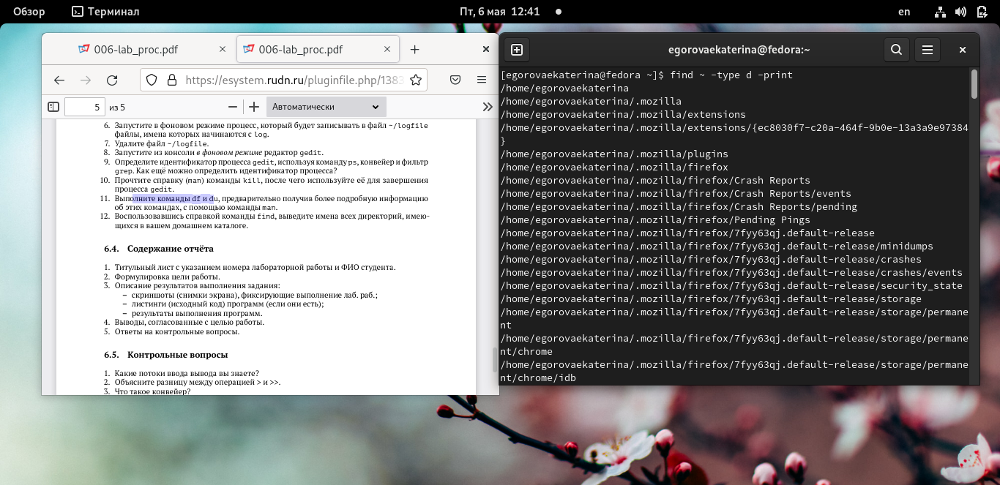 Обзор
Терминал
Пт, 6 мая 12:41
en
006-lab_proc.pdf
006-lab_proc.pdf
https://esystem.rudn.ru/pluginfile.php/1383
5 из 5
Автоматически
6. Запустите в фоновом режиме процесс, который будет записывать в файл ~/logfile
файлы, имена которых начинаются с log.
7. Удалите файл ~/logfile.
8. Запустите из консоли в фоновом режиме редактор gedit.
9. Определите идентификатор процесса gedit, используя команду ps, конвейер и фильтр
grep. Как ещё можно определить идентификатор процесса?
10. Прочтите справку (man) команды kill, после чего используйте её для завершения
процесса gedit.
11. Выполните команды df и du, предварительно получив более подробную информацию
об этих командах, с помощью команды man.
12. Воспользовавшись справкой команды find, выведите имена всех директорий, имею-
щихся в вашем домашнем каталоге.
6.4. Содержание отчёта
1. Титульный лист с указанием номера лабораторной работы и ФИО студента.
2. Формулировка цели работы.
3. Описание результатов выполнения задания:
– скриншоты (снимки экрана), фиксирующие выполнение лаб. раб.;
– листинги (исходный код) программ (если они есть);
– результаты выполнения программ.
4. Выводы, согласованные с целью работы.
5. Ответы на контрольные вопросы.
6.5. Контрольные вопросы
1. Какие потоки ввода вывода вы знаете?
2. Объясните разницу между операцией > и >>.
3. Что такое конвейер?
egorovaekaterina@fedora:~
[egorovaekaterina@fedora ~]$ find ~ -type d -print
/home/egorovaekaterina
/home/egorovaekaterina/.mozilla
/home/egorovaekaterina/.mozilla/extensions
/home/egorovaekaterina/.mozilla/extensions/{ec8030f7-c20a-464f-9b0e-13a3a9e97384
}
/home/egorovaekaterina/.mozilla/plugins
/home/egorovaekaterina/.mozilla/firefox
/home/egorovaekaterina/.mozilla/firefox/Crash Reports
/home/egorovaekaterina/.mozilla/firefox/Crash Reports/events
/home/egorovaekaterina/.mozilla/firefox/Crash Reports/pending
/home/egorovaekaterina/.mozilla/firefox/Pending Pings
/home/egorovaekaterina/.mozilla/firefox/7fyy63qj.default-release
/home/egorovaekaterina/.mozilla/firefox/7fyy63qj.default-release/minidumps
/home/egorovaekaterina/.mozilla/firefox/7fyy63qj.default-release/crashes
/home/egorovaekaterina/.mozilla/firefox/7fyy63qj.default-release/crashes/events
/home/egorovaekaterina/.mozilla/firefox/7fyy63qj.default-release/security_state
/home/egorovaekaterina/.mozilla/firefox/7fyy63qj.default-release/storage
/home/egorovaekaterina/.mozilla/firefox/7fyy63qj.default-release/storage/permane
nt
/home/egorovaekaterina/.mozilla/firefox/7fyy63qj.default-release/storage/permane
nt/chrome
/home/egorovaekaterina/.mozilla/firefox/7fyy63qj.default-release/storage/permane
nt/chrome/idb